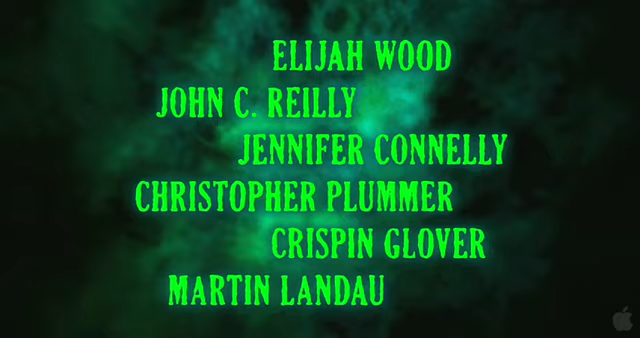 ELIJAH WOOD
JOHN C. REILLY
JENNIFER CONNELLY
CHRISTOPHER PLUMMER
CRISPIN GLOVER
MARTIN LANDAU